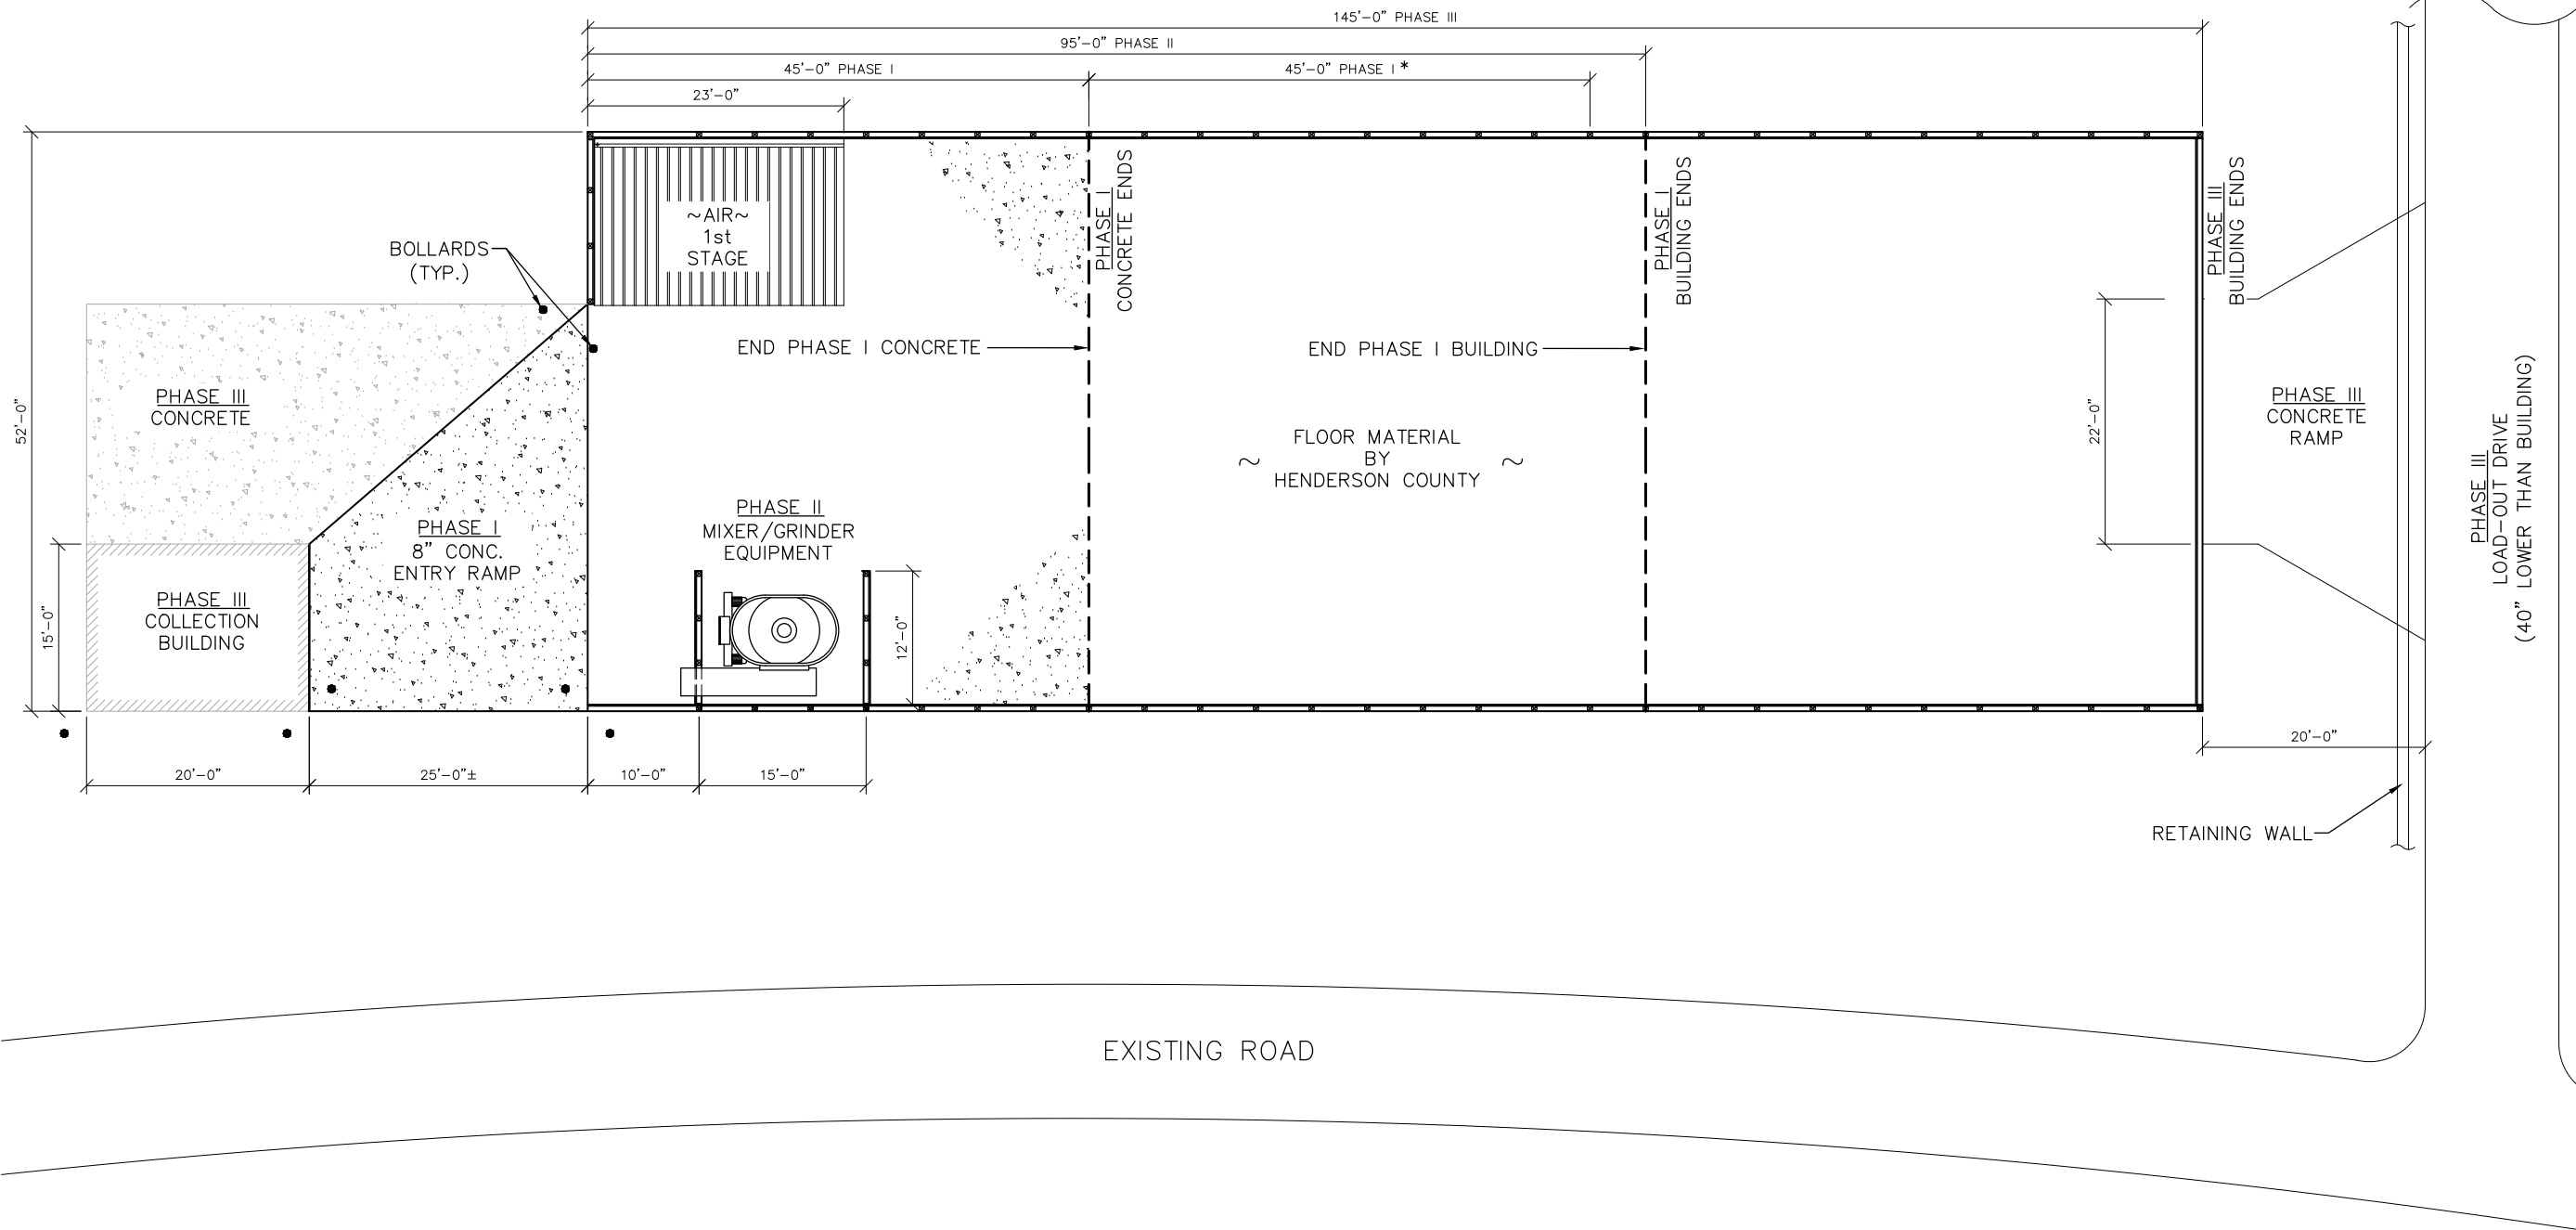 145'-0" PHASE III
95'-0" PHASE II
45'-0" PHASE I
45'-0" PHASE I *
23'-0"
52'-0"
~AIR~
1st
STAGE
BOLLARDS
(TYP.)
PHASE I
CONCRETE ENDS
PHASE I
BUILDING ENDS
PHASE III
BUILDING ENDS
END PHASE I CONCRETE
END PHASE I BUILDING
PHASE III
CONCRETE
22'-0"
PHASE III
CONCRETE
RAMP
PHASE III
LOAD-OUT DRIVE
(40" LOWER THAN BUILDING)
~ FLOOR MATERIAL
BY
HENDERSON COUNTY ~
PHASE I
8" CONC.
ENTRY RAMP
PHASE II
MIXER/GRINDER
EQUIPMENT
PHASE III
COLLECTION
BUILDING
15'-0"
12'-0"
20'-0"
25'-0"±
10'-0"
15'-0"
20'-0"
RETAINING WALL
EXISTING ROAD